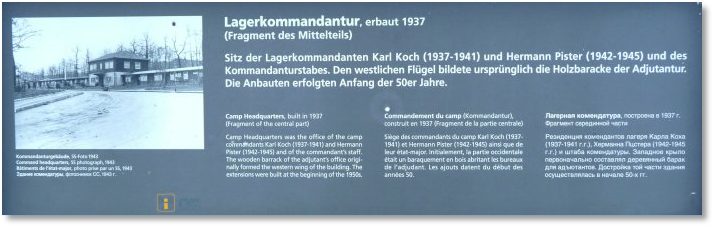 Lagerkommandantur, erbaut 1937
(Fragment des Mittelteils)
Sitz der Lagerkommandanten Karl Koch (1937-1941) und Hermann Pister (1942-1945) und des
Kommandanturstabes. Den westlichen Flügel bildete ursprünglich die Holzbaracke der Adjutantur.
Die Anbauten erfolgten Anfang der 50er Jahre.
Camp Headquarters, built in 1937
(Fragment of the central part)
Camp Headquarters was the office of the camp
commandants Karl Koch (1937-1941) and Hermann
Pister (1942-1945) and of the commandant's staff.
The wooden barrack of the adjutant's office origi-
nally formed the western wing of the building. The
extensions were built at the beginning of the 1950s.
Commandement du camp (Kommandantur),
construit en 1937 (Fragment de la partie centrale)
Siège des commandants du camp Karl Koch (1937-
1941) et Hermann Pister (1942-1945) ainsi que de
leur état-major. Initialement, la partie occidentale
était un baraquement en bois abritant les bureaux
de l'adjudant. Les ajouts datent du début des
années 50.
Лагерная комендатура, построена в 1937 г.
Фрагмент серединной части
Резиденция комендантов лагеря Карла Коха
(1937-1941 г.г.), Херманна Пистера (1942-1945
г.г.) и штаба комендатуры. Западное крыло
первоначально составлял деревянный барак
для адъютантов. Достройка той части здания
осуществлялась в начале 50-х гг.
Kommandanturgebäude, SS-Foto 1943
Command headquarters, SS photograph, 1943
Bâtiments de l'état-major, photo prise par un SS, 1943
Здание комендатуры, фотоснимок СС, 1943 г.